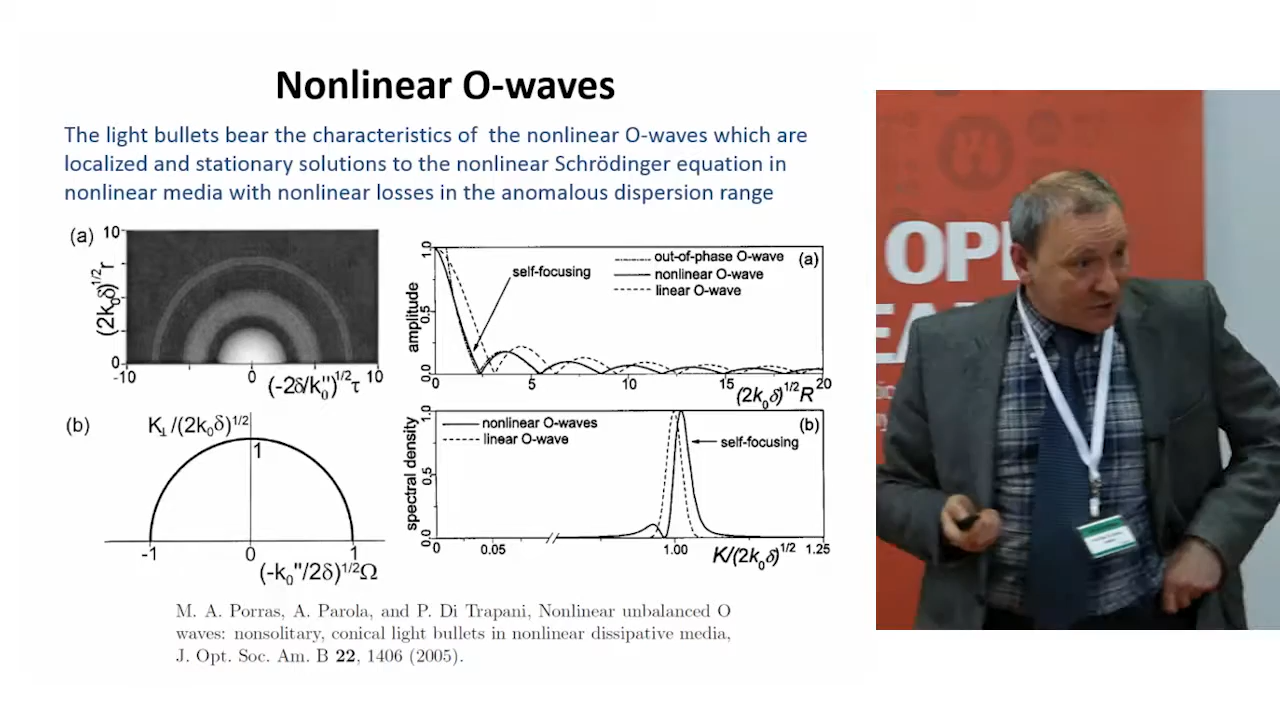 Nonlinear O-waves
The light bullets bear the characteristics of the nonlinear O-waves which are
localized and stationary solutions to the nonlinear Schrödinger equation in
nonlinear media with nonlinear losses in the anomalous dispersion range
(a)
10
(2k₀δ)^1/2 r
0
-10
0
10
(-2δ/k₀'')^1/2 τ
(b)
K⊥/(2k₀δ)^1/2
1
-1
0
1
(-k₀''/2δ)^1/2 Ω
1.0
amplitude
0.5
0.0
self-focusing
out-of-phase O-wave
nonlinear O-wave
linear O-wave
(a)
5
10
15
20
(2k₀δ)^1/2 R
1.0
spectral density
0.5
0.0
nonlinear O-waves
linear O-wave
self-focusing
(b)
0
0.05
1.00
1.25
K/(2k₀δ)^1/2
M. A. Porras, A. Parola, and P. Di Trapani, Nonlinear unbalanced O
waves: nonsolitary, conical light bullets in nonlinear dissipative media,
J. Opt. Soc. Am. B 22, 1406 (2005).
OP
EA